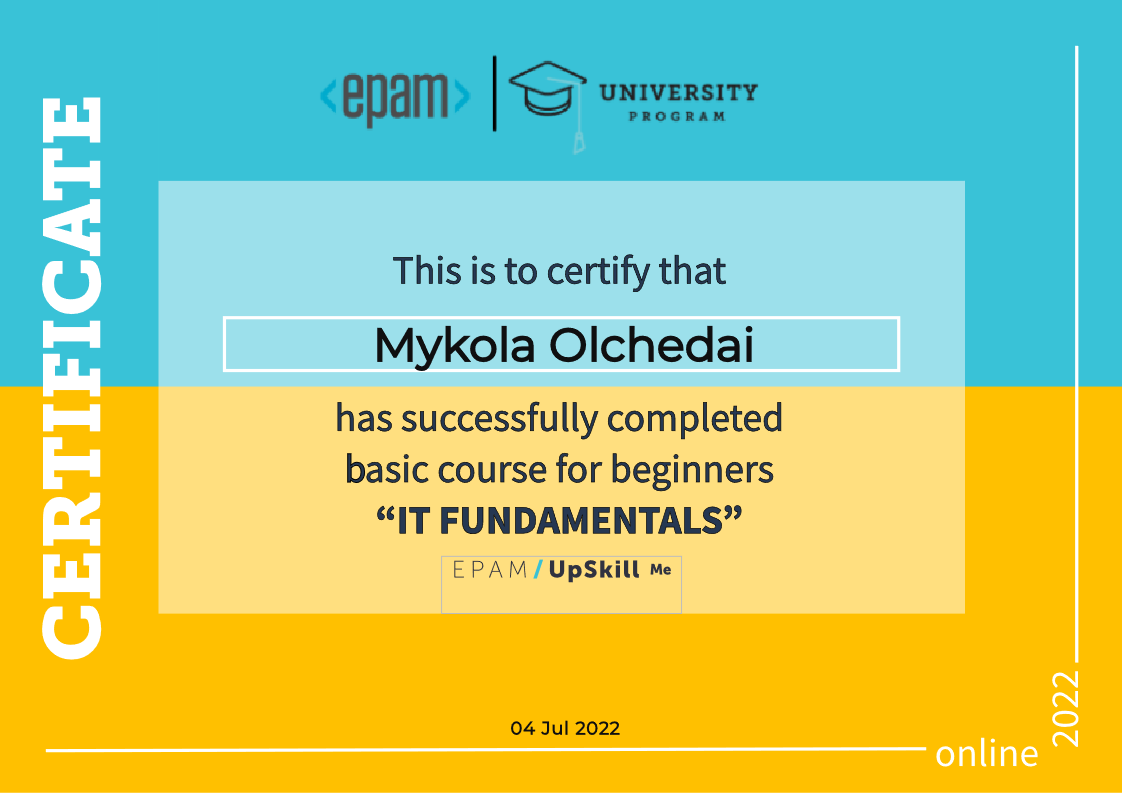 <epam> | UNIVERSITY
PROGRAM
CERTIFICATE
This is to certify that
Mykola Olchedai
has successfully completed
basic course for beginners
“IT FUNDAMENTALS”
EPAM / UpSkill Me
04 Jul 2022
online
2022